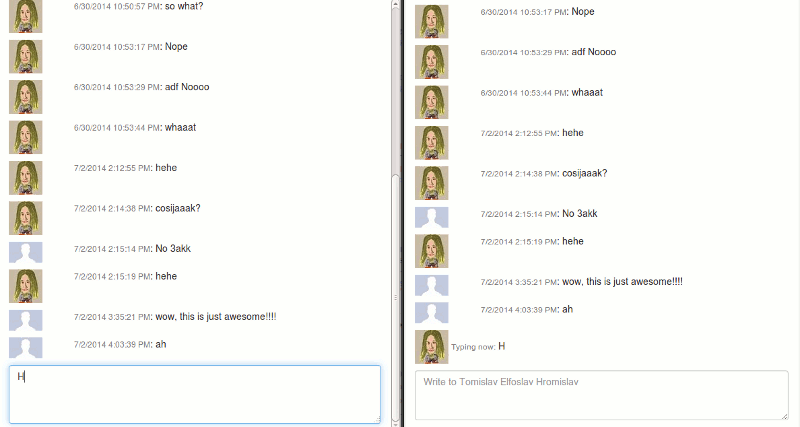 6/30/2014 10:50:57 PM: so what?
6/30/2014 10:53:17 PM: Nope
6/30/2014 10:53:29 PM: adf Noooo
6/30/2014 10:53:44 PM: whaaat
7/2/2014 2:12:55 PM: hehe
7/2/2014 2:14:38 PM: cosijaaak?
7/2/2014 2:15:14 PM: No 3akk
7/2/2014 2:15:19 PM: hehe
7/2/2014 3:35:21 PM: wow, this is just awesome!!!!
7/2/2014 4:03:39 PM: ah
H
6/30/2014 10:53:17 PM: Nope
6/30/2014 10:53:29 PM: adf Noooo
6/30/2014 10:53:44 PM: whaaat
7/2/2014 2:12:55 PM: hehe
7/2/2014 2:14:38 PM: cosijaaak?
7/2/2014 2:15:14 PM: No 3akk
7/2/2014 2:15:19 PM: hehe
7/2/2014 3:35:21 PM: wow, this is just awesome!!!!
7/2/2014 4:03:39 PM: ah
Typing now: H
Write to Tomislav Elfoslav Hromislav